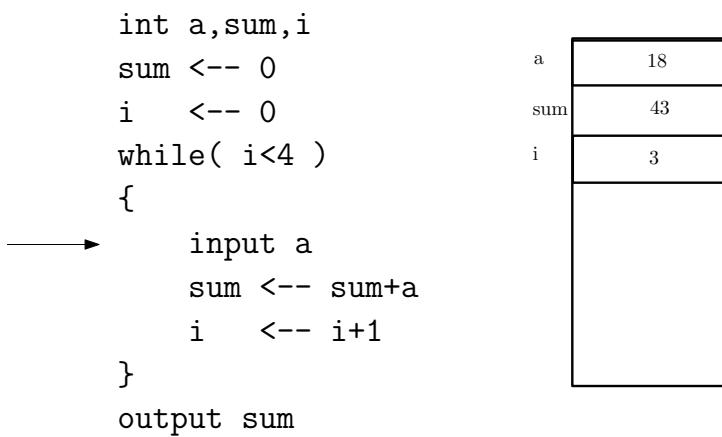 int a,sum,i
sum <-- 0
i   <-- 0
while( i<4 )
{
    input a
    sum <-- sum+a
    i   <-- i+1
}
output sum
a 18
sum 43
i 3